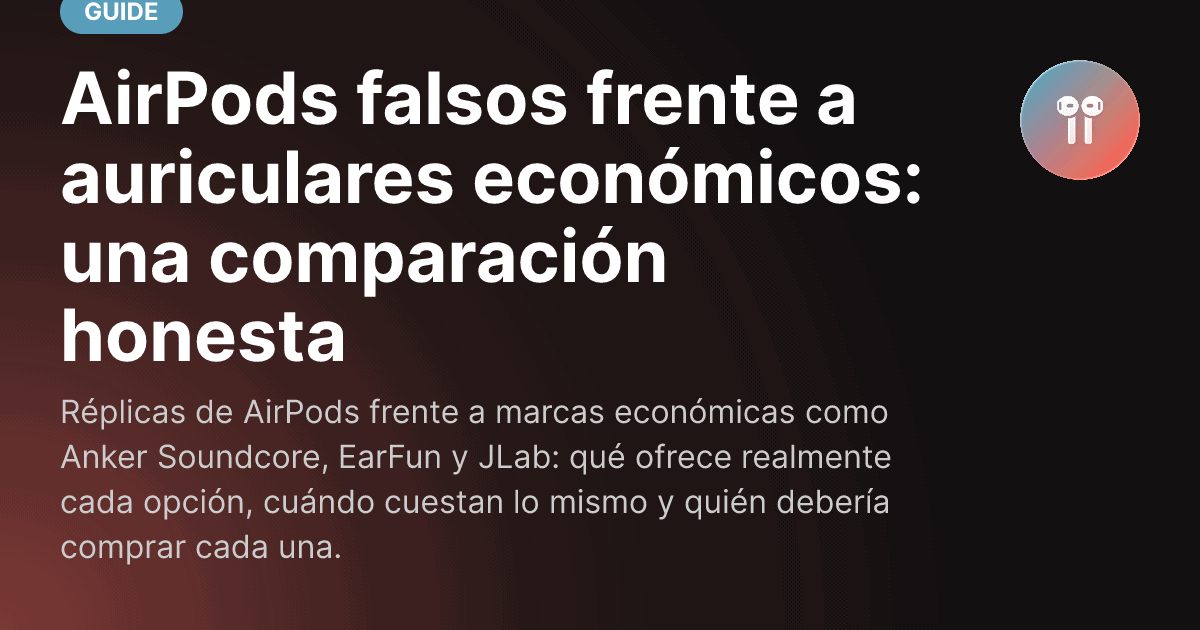 GUIDE
AirPods falsos frente a
auriculares económicos:
una comparación
honesta
Réplicas de AirPods frente a marcas económicas como
Anker Soundcore, EarFun y JLab: qué ofrece realmente
cada opción, cuándo cuestan lo mismo y quién debería
comprar cada una.